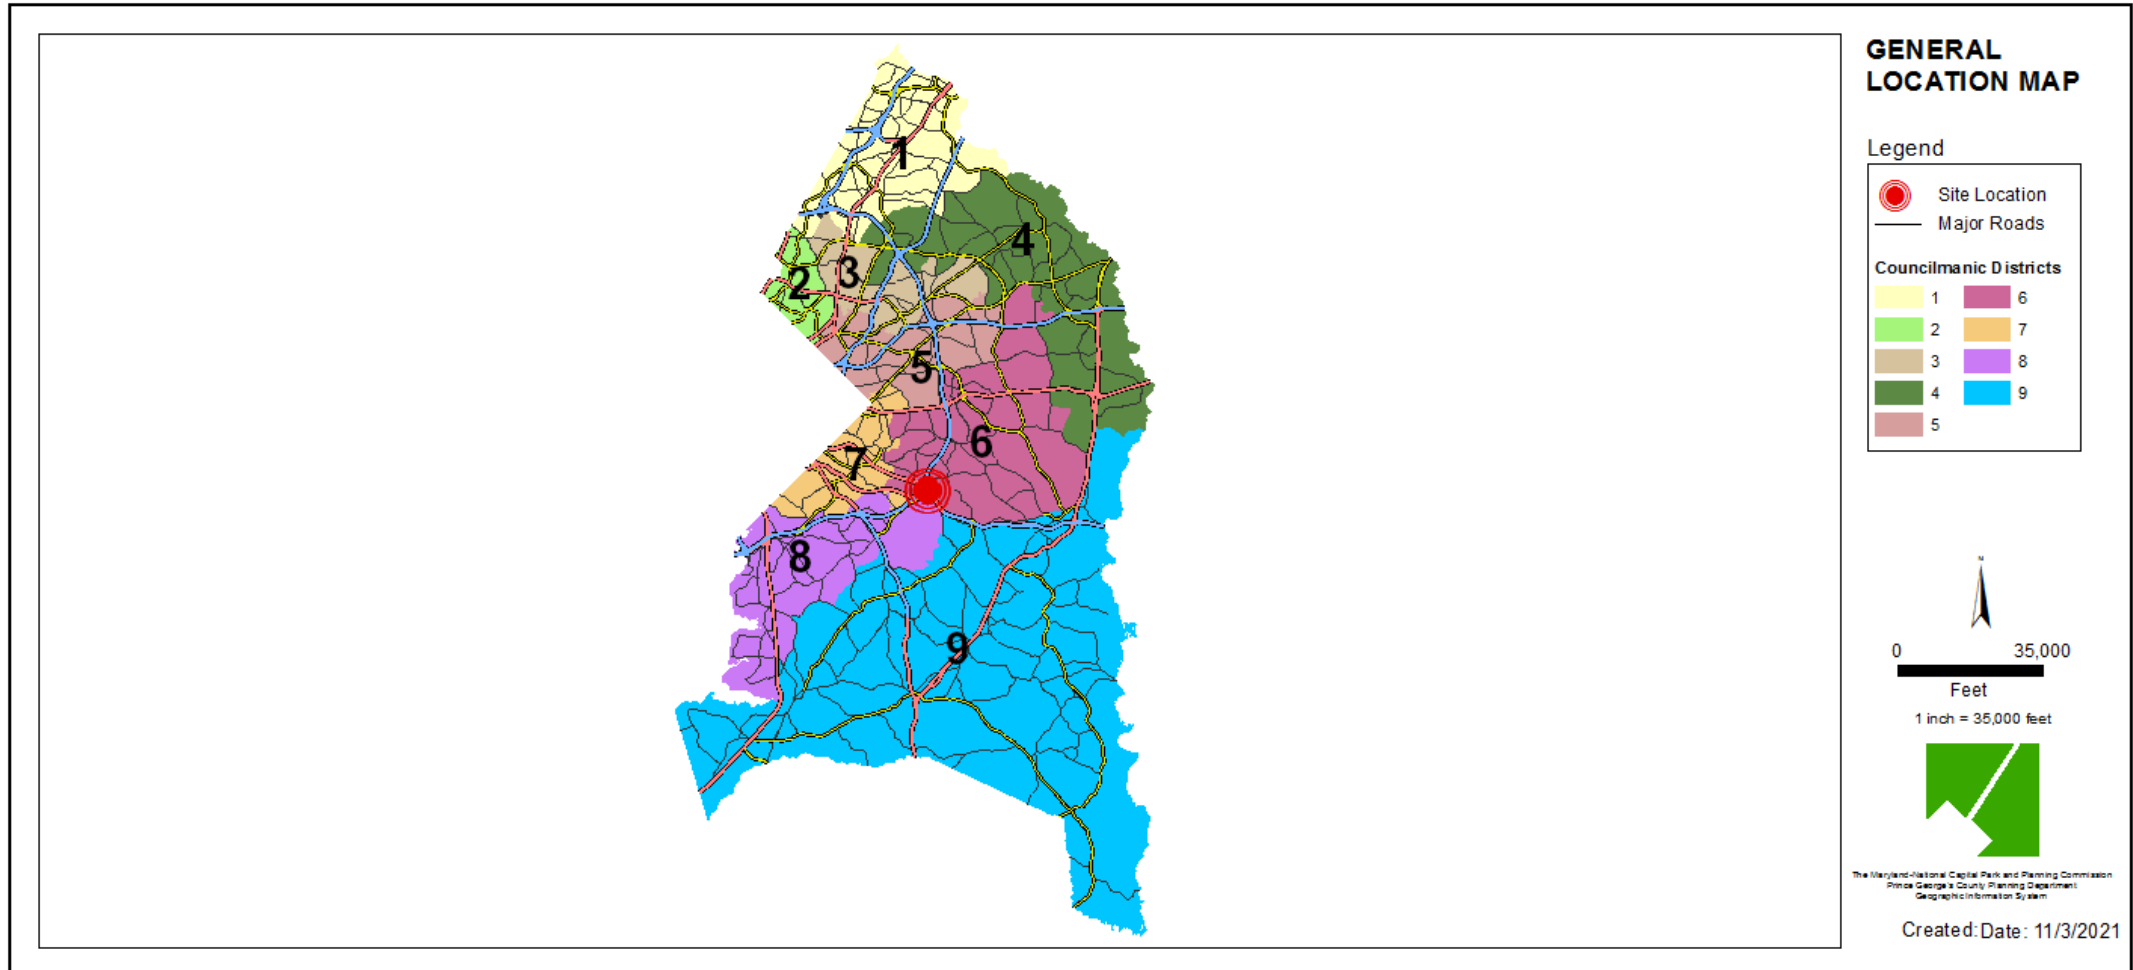 GENERAL
LOCATION MAP
Legend
Site Location
Major Roads
Councilmanic Districts
1 6
2 7
3 8
4 9
5
1
4
3
2
5
6
7
8
9
N
0 35,000
Feet
1 inch = 35,000 feet
The Maryland-National Capital Park and Planning Commission
Prince George's County Planning Department
Geographic Information System
Created: Date: 11/3/2021